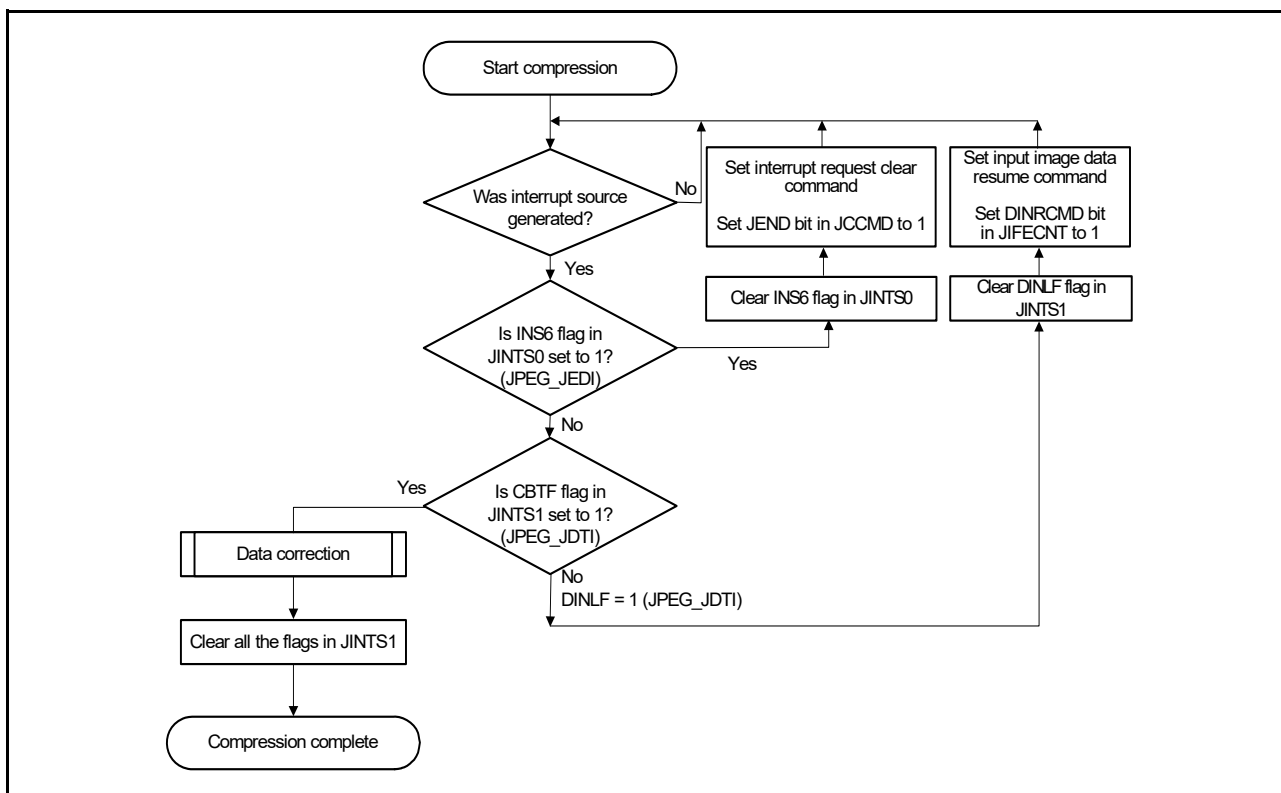 Start compression
Was interrupt source
generated?
No
Set interrupt request clear
command
Set JEND bit in JCCMD to 1
Set input image data
resume command
Set DINRCMD bit
in JIFECNT to 1
Yes
Clear INS6 flag in JINTS0
Clear DINLF flag in
JINTS1
Is INS6 flag in
JINTS0 set to 1?
(JPEG_JEDI)
Yes
No
Yes
Is CBTF flag in
JINTS1 set to 1?
(JPEG_JDTI)
Data correction
No
DINLF = 1 (JPEG_JDTI)
Clear all the flags in JINTS1
Compression complete